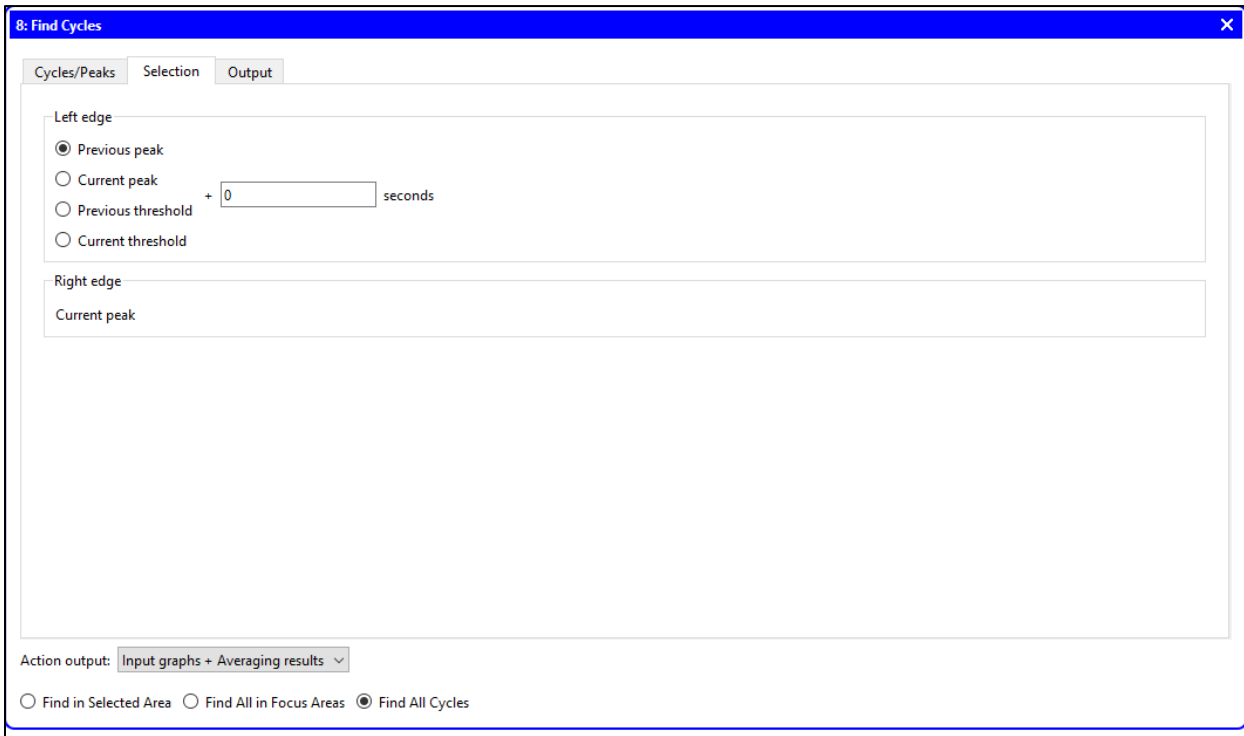 8: Find Cycles
Cycles/Peaks Selection Output
Left edge
Previous peak
Current peak
+ 0 seconds
Previous threshold
Current threshold
Right edge
Current peak
Action output: Input graphs + Averaging results
Find in Selected Area Find All in Focus Areas Find All Cycles